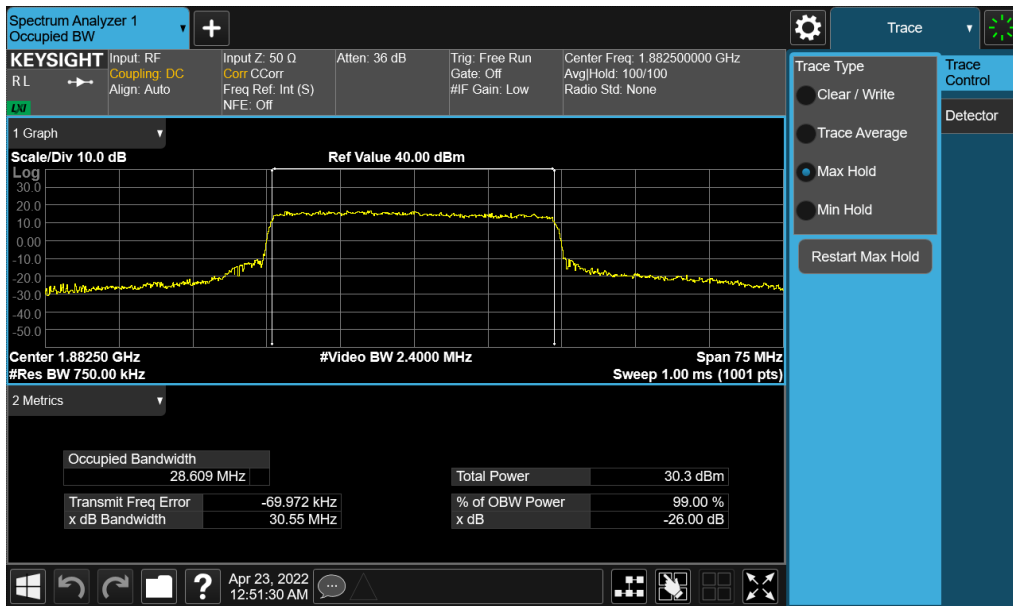 Spectrum Analyzer 1
Occupied BW
+
Trace
KEYSIGHT
R L
LXI
Input: RF
Coupling: DC
Align: Auto
Input Z: 50 Ω
Corr CCorr
Freq Ref: Int (S)
NFE: Off
Atten: 36 dB
Trig: Free Run
Gate: Off
#IF Gain: Low
Center Freq: 1.882500000 GHz
Avg|Hold: 100/100
Radio Std: None
Trace Type
Clear / Write
Trace Average
Max Hold
Min Hold
Restart Max Hold
Trace
Control
Detector
1 Graph
Scale/Div 10.0 dB
Ref Value 40.00 dBm
Log
30.0
20.0
10.0
0.00
-10.0
-20.0
-30.0
-40.0
-50.0
Center 1.88250 GHz
#Video BW 2.4000 MHz
Span 75 MHz
#Res BW 750.00 kHz
Sweep 1.00 ms (1001 pts)
2 Metrics
Occupied Bandwidth
28.609 MHz
Total Power 30.3 dBm
Transmit Freq Error -69.972 kHz
% of OBW Power 99.00 %
x dB Bandwidth 30.55 MHz
x dB -26.00 dB
?
Apr 23, 2022
12:51:30 AM